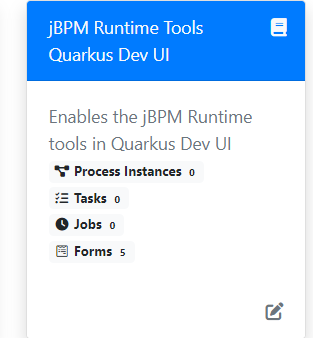 jBPM Runtime Tools
Quarkus Dev UI
Enables the jBPM Runtime
tools in Quarkus Dev UI
Process Instances 0
Tasks 0
Jobs 0
Forms 5